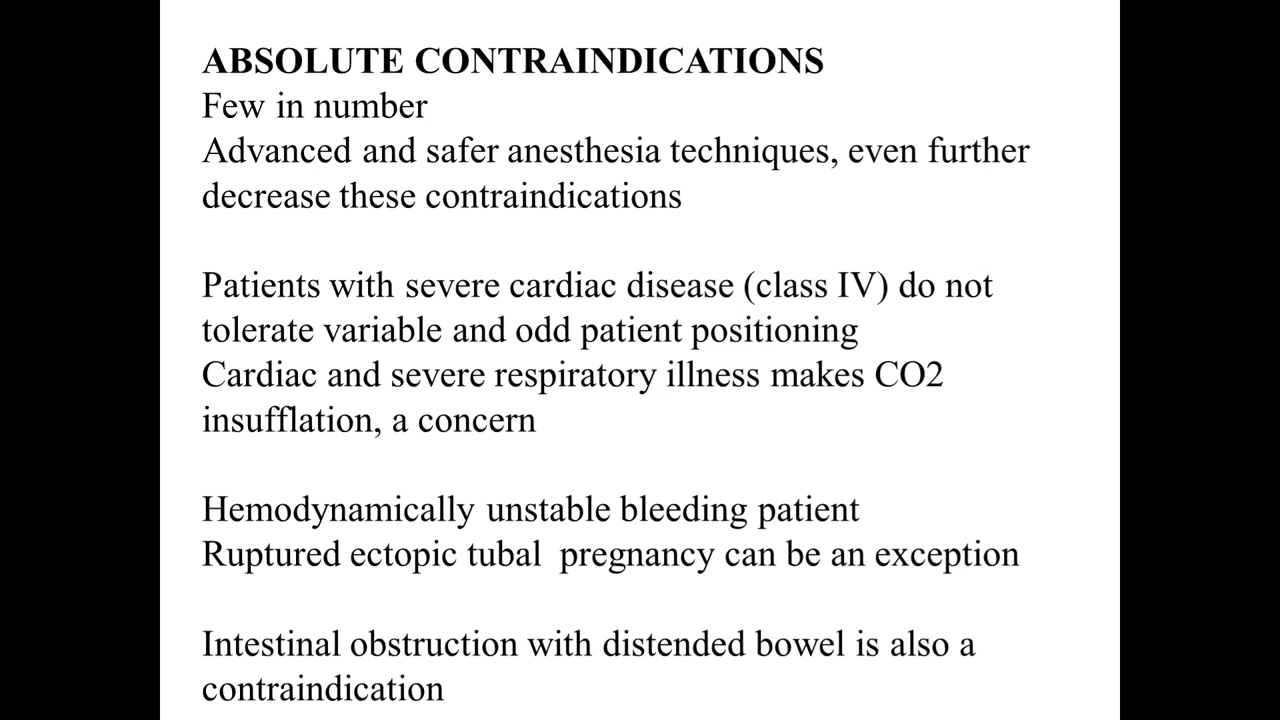 ABSOLUTE CONTRAINDICATIONS
Few in number
Advanced and safer anesthesia techniques, even further
decrease these contraindications
Patients with severe cardiac disease (class IV) do not
tolerate variable and odd patient positioning
Cardiac and severe respiratory illness makes CO2
insufflation, a concern
Hemodynamically unstable bleeding patient
Ruptured ectopic tubal  pregnancy can be an exception
Intestinal obstruction with distended bowel is also a
contraindication